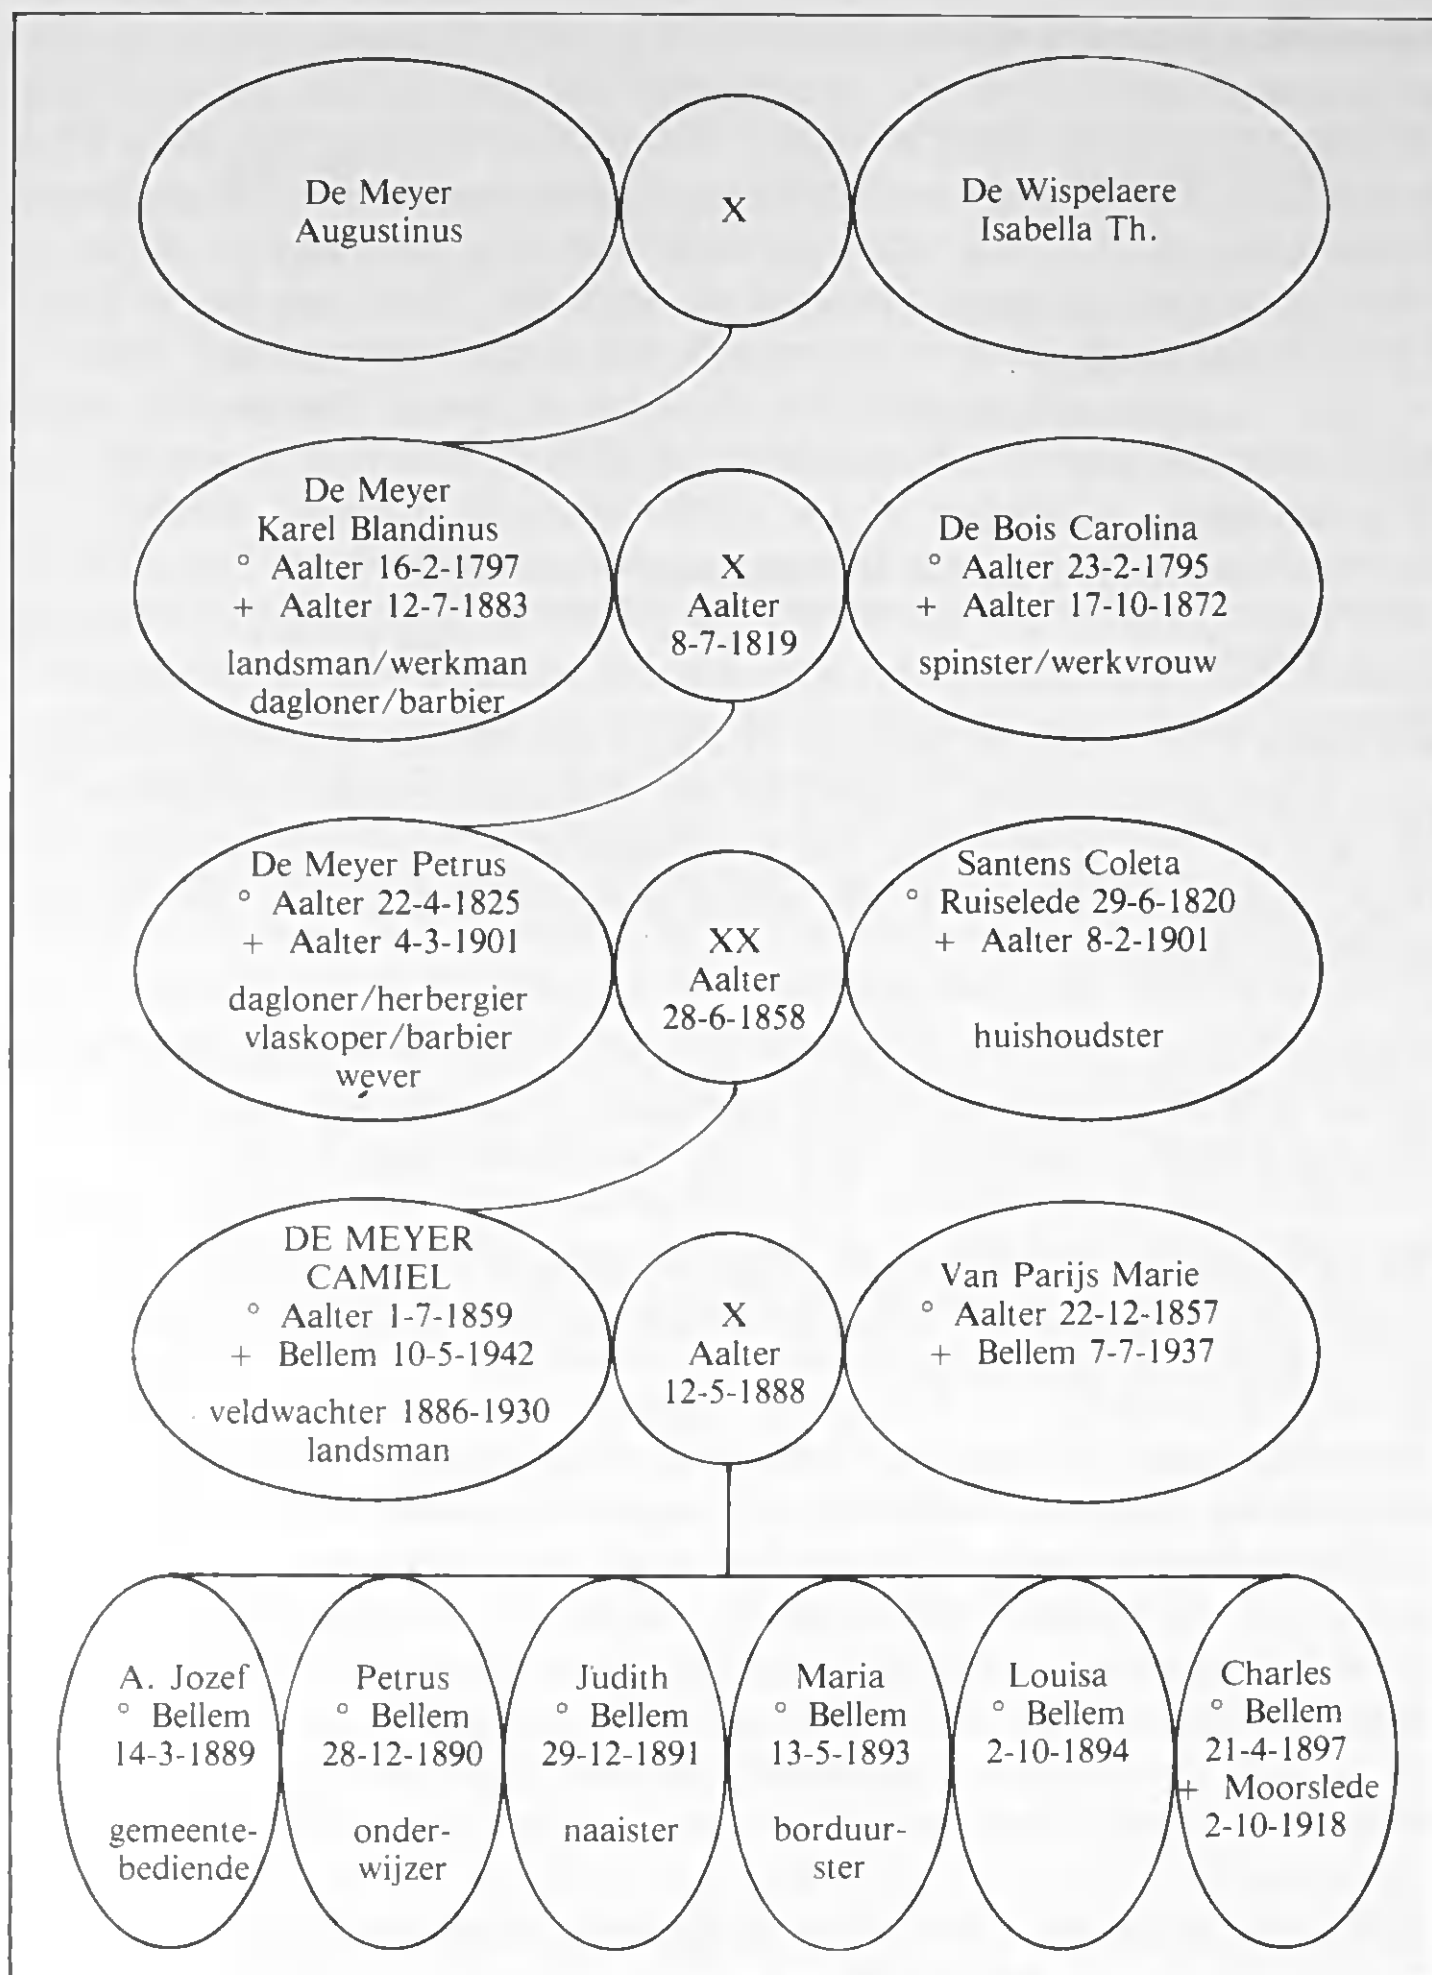 De Meyer
Augustinus
X
De Wispelaere
Isabella Th.
De Meyer
Karel Blandinus
° Aalter 16-2-1797
+ Aalter 12-7-1883
landsman/werkman
dagloner/barbier
X
Aalter
8-7-1819
De Bois Carolina
° Aalter 23-2-1795
+ Aalter 17-10-1872
spinster/werkvrouw
De Meyer Petrus
° Aalter 22-4-1825
+ Aalter 4-3-1901
dagloner/herbergier
vlaskoper/barbier
wever
XX
Aalter
28-6-1858
Santens Coleta
° Ruiselede 29-6-1820
+ Aalter 8-2-1901
huishoudster
DE MEYER
CAMIEL
° Aalter 1-7-1859
+ Bellem 10-5-1942
veldwachter 1886-1930
landsman
X
Aalter
12-5-1888
Van Parijs Marie
° Aalter 22-12-1857
+ Bellem 7-7-1937
A. Jozef
° Bellem
14-3-1889
gemeente-
bediende
Petrus
° Bellem
28-12-1890
onder-
wijzer
Judith
° Bellem
29-12-1891
naaister
Maria
° Bellem
13-5-1893
borduur-
ster
Louisa
° Bellem
2-10-1894
Charles
° Bellem
21-4-1897
+ Moorslede
2-10-1918